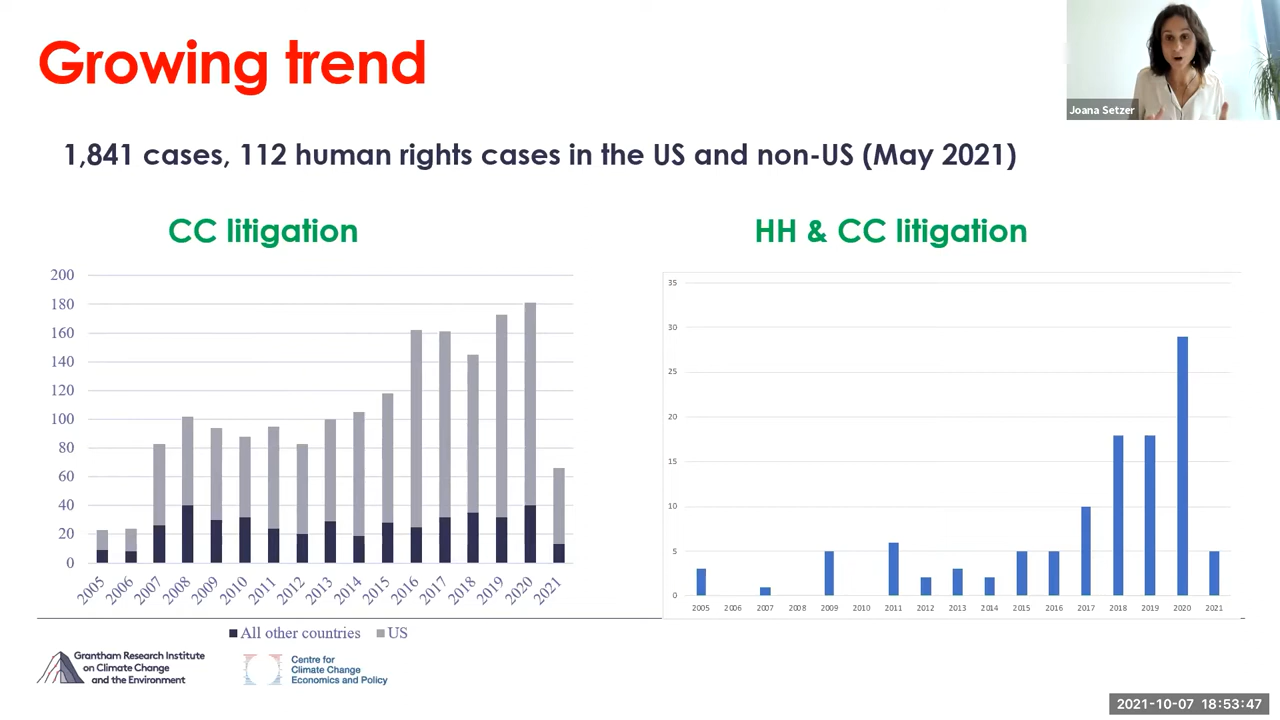 Growing trend
Joana Setzer
1,841 cases, 112 human rights cases in the US and non-US (May 2021)
CC litigation
HH & CC litigation
200
180
160
140
120
100
80
60
40
20
0
2005 2006 2007 2008 2009 2010 2011 2012 2013 2014 2015 2016 2017 2018 2019 2020 2021
All other countries US
35
30
25
20
15
10
5
0
2005 2006 2007 2008 2009 2010 2011 2012 2013 2014 2015 2016 2017 2018 2019 2020 2021
Grantham Research Institute
on Climate Change
and the Environment
Centre for
Climate Change
Economics and Policy
2021-10-07 18:53:47